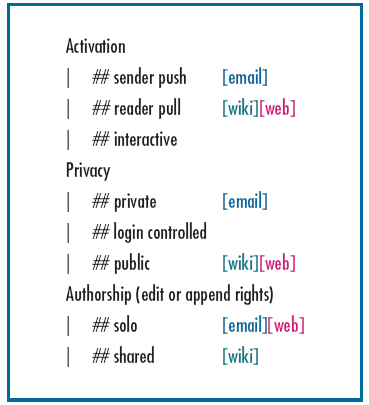 Activation
| ## sender push [email]
| ## reader pull [wiki][web]
| ## interactive
Privacy
| ## private [email]
| ## login controlled
| ## public [wiki][web]
Authorship (edit or append rights)
| ## solo [email][web]
| ## shared [wiki]